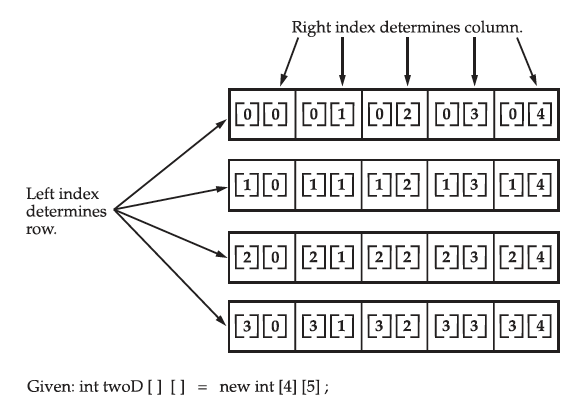 Right index determines column.
[0][0] [0][1] [0][2] [0][3] [0][4]
[1][0] [1][1] [1][2] [1][3] [1][4]
Left index
determines
row.
[2][0] [2][1] [2][2] [2][3] [2][4]
[3][0] [3][1] [3][2] [3][3] [3][4]
Given: int twoD [ ] [ ] = new int [4] [5] ;